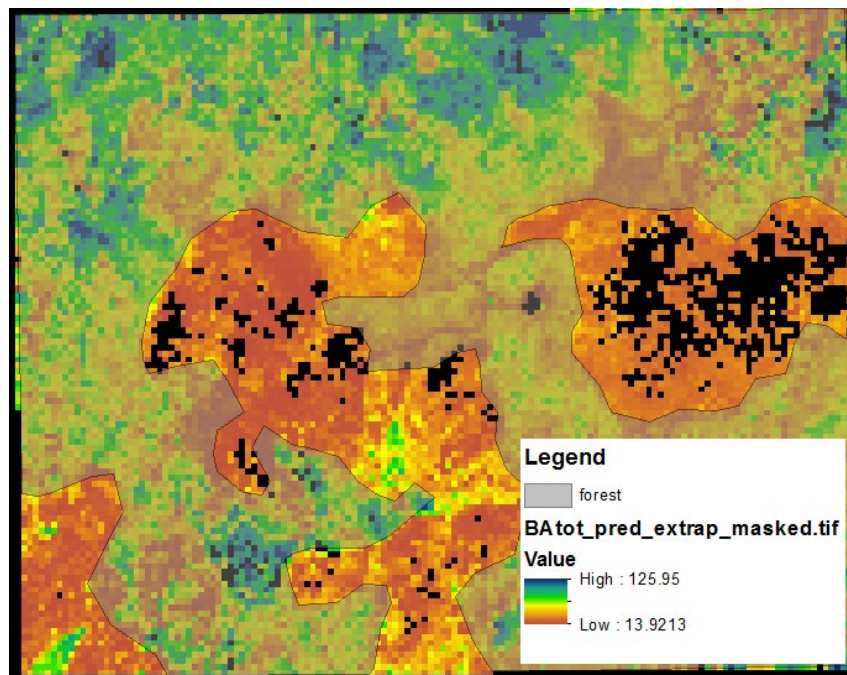 Legend
forest
BAtot_pred_extrap_masked.tif
Value
High : 125.95
Low : 13.9213